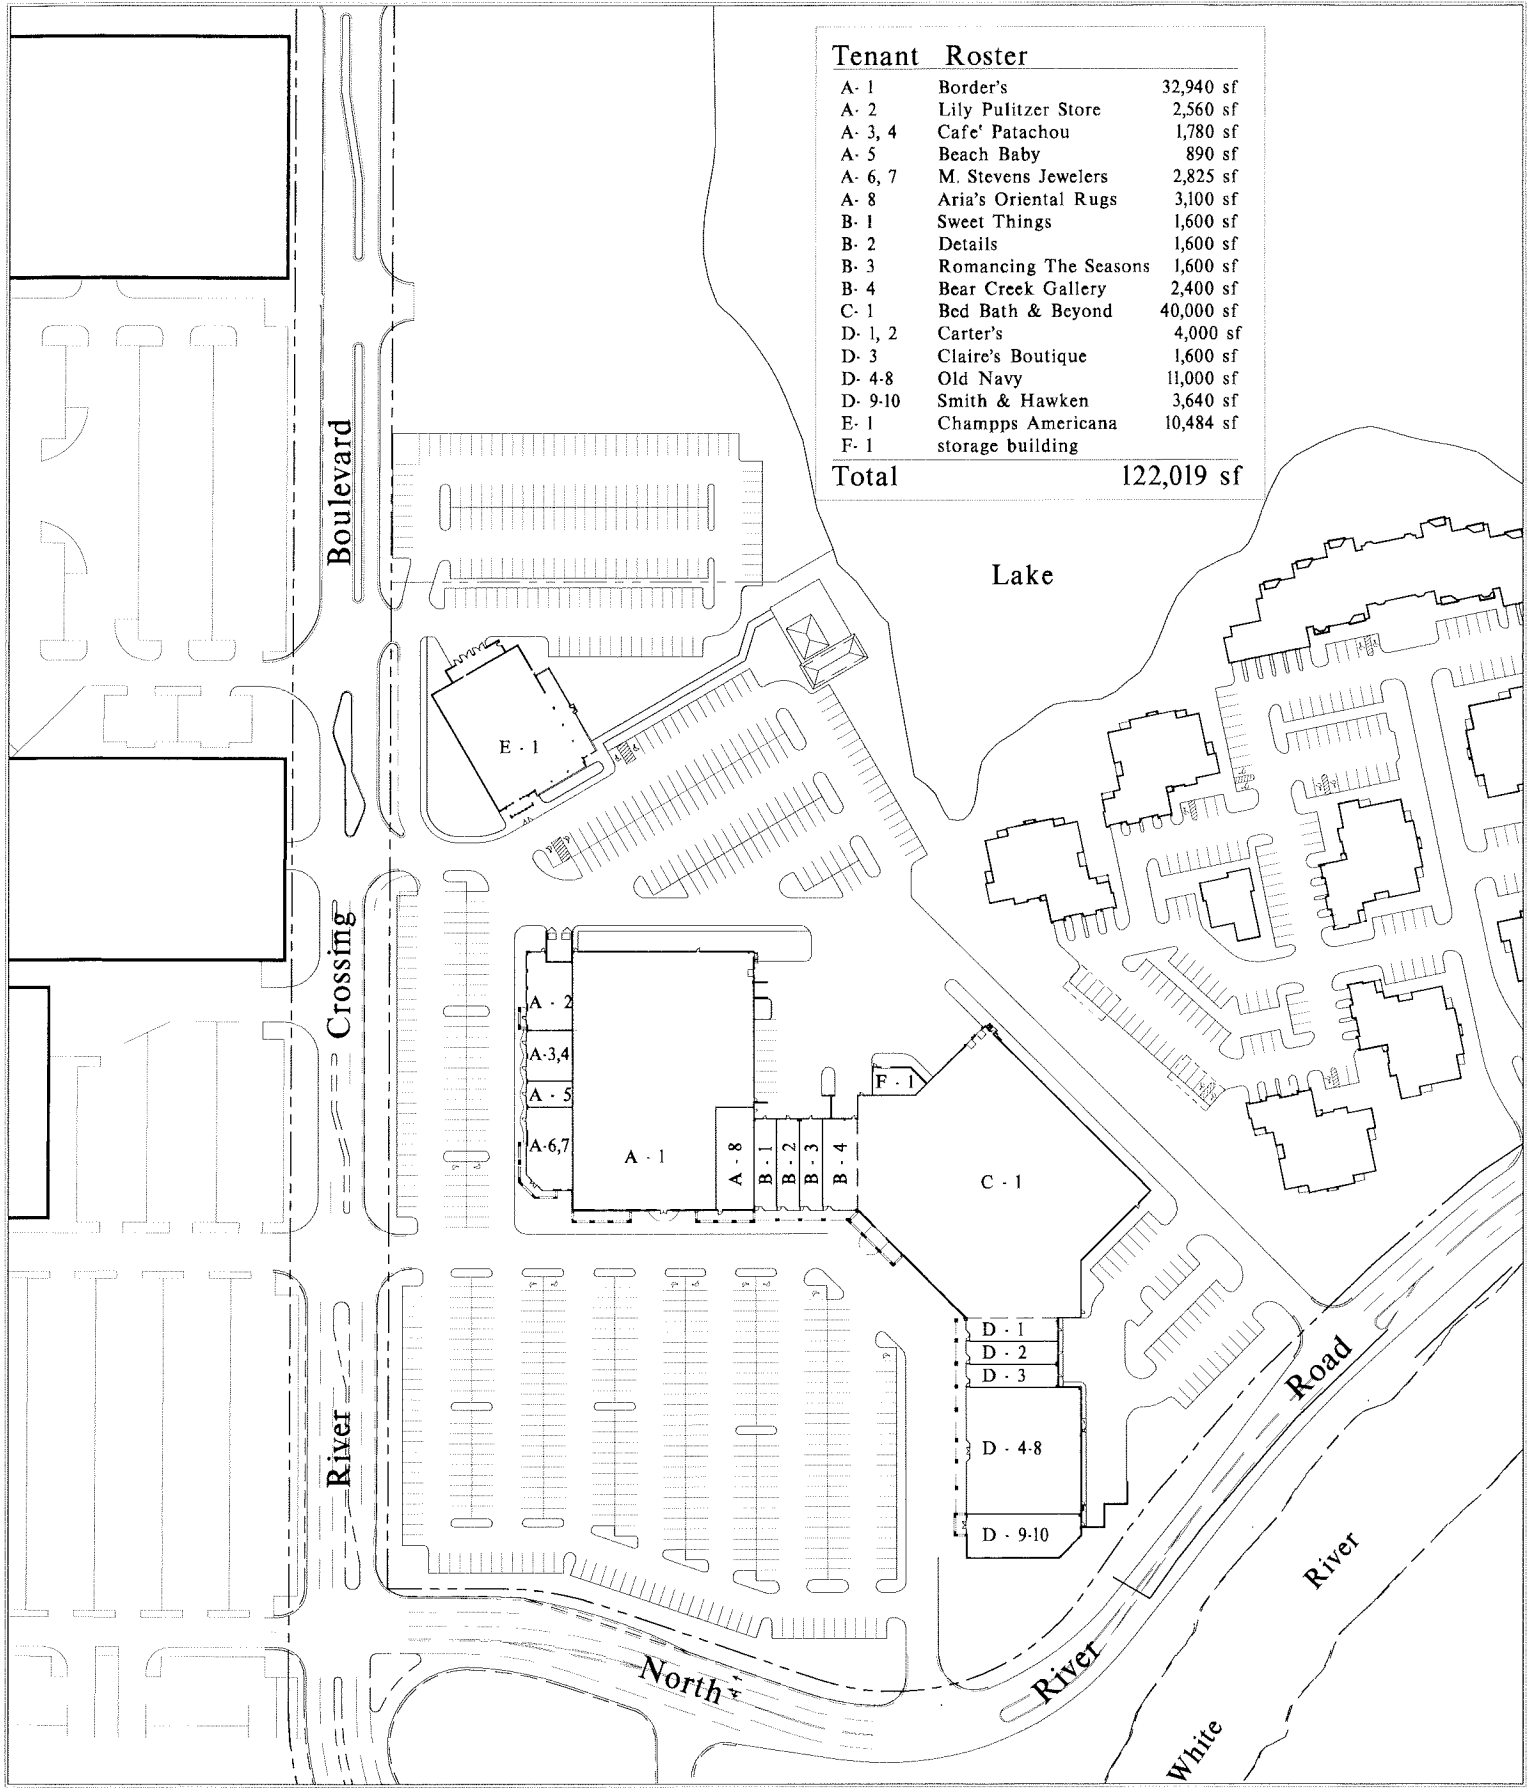 Tenant Roster
A- 1 Border's 32,940 sf
A- 2 Lily Pulitzer Store 2,560 sf
A- 3, 4 Cafe' Patachou 1,780 sf
A- 5 Beach Baby 890 sf
A- 6, 7 M. Stevens Jewelers 2,825 sf
A- 8 Aria's Oriental Rugs 3,100 sf
B- 1 Sweet Things 1,600 sf
B- 2 Details 1,600 sf
B- 3 Romancing The Seasons 1,600 sf
B- 4 Bear Creek Gallery 2,400 sf
C- 1 Bed Bath & Beyond 40,000 sf
D- 1, 2 Carter's 4,000 sf
D- 3 Claire's Boutique 1,600 sf
D- 4-8 Old Navy 11,000 sf
D- 9-10 Smith & Hawken 3,640 sf
E- 1 Champps Americana 10,484 sf
F- 1 storage building
Total 122,019 sf
Lake
River Crossing Boulevard
E - 1
A - 2
A-3,4
A - 5
A-6,7
A - 1
A - 8
B - 1
B - 2
B - 3
B - 4
F - 1
C - 1
D - 1
D - 2
D - 3
D - 4-8
D - 9-10
North River Road
White River